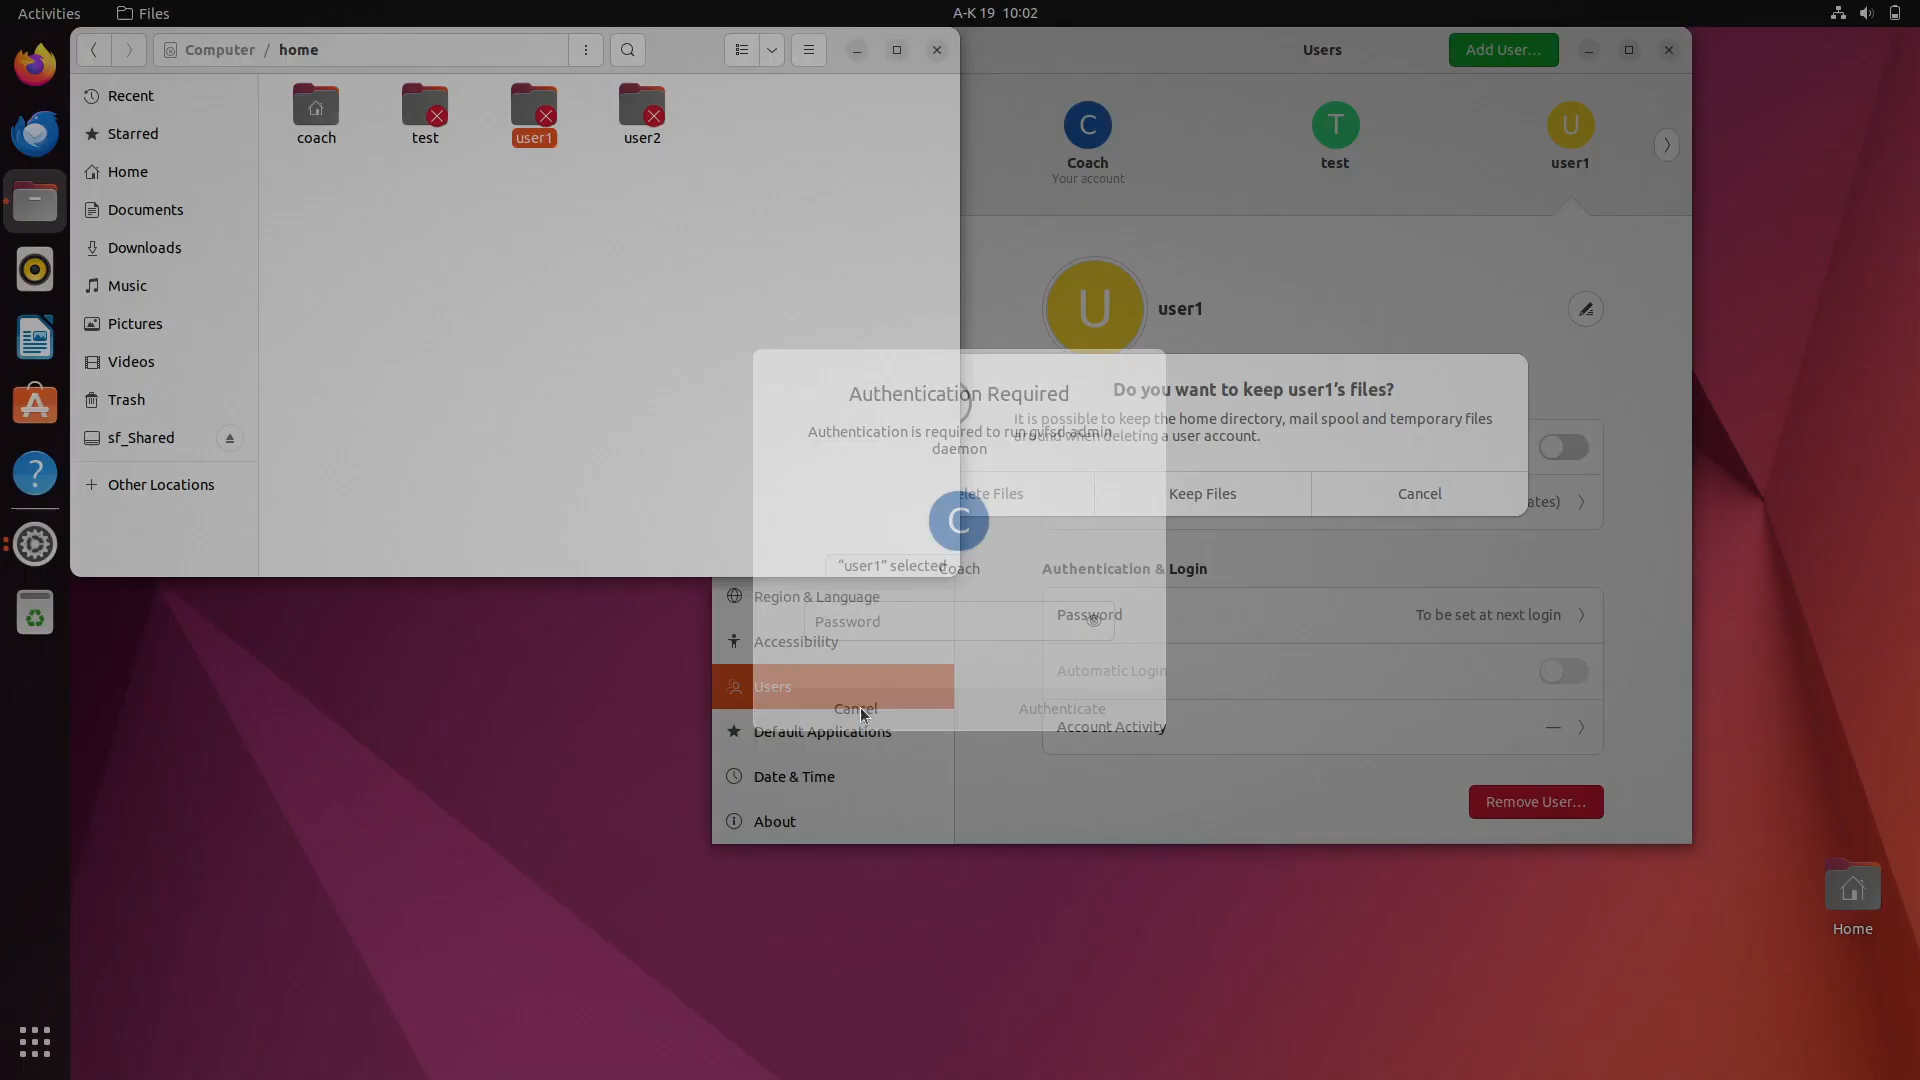 Activities
Files
A-K 19 10:02
Computer / home
Recent
Starred
Home
Documents
Downloads
Music
Pictures
Videos
Trash
sf_Shared
Other Locations
coach
test
user1
user2
"user1" selected
Users
Add User...
C
Coach
Your account
T
test
U
user1
U
user1
Do you want to keep user1's files?
It is possible to keep the home directory, mail spool and temporary files
around when deleting a user account.
lete Files
Keep Files
Cancel
ates)
Authentication Required
Authentication is required to run gvfsd-admin
daemon
C
Coach
Password
Cancel
Authenticate
Region & Language
Accessibility
Users
Default Applications
Date & Time
About
Authentication & Login
Password
To be set at next login
Automatic Login
Account Activity
—
Remove User...
Home